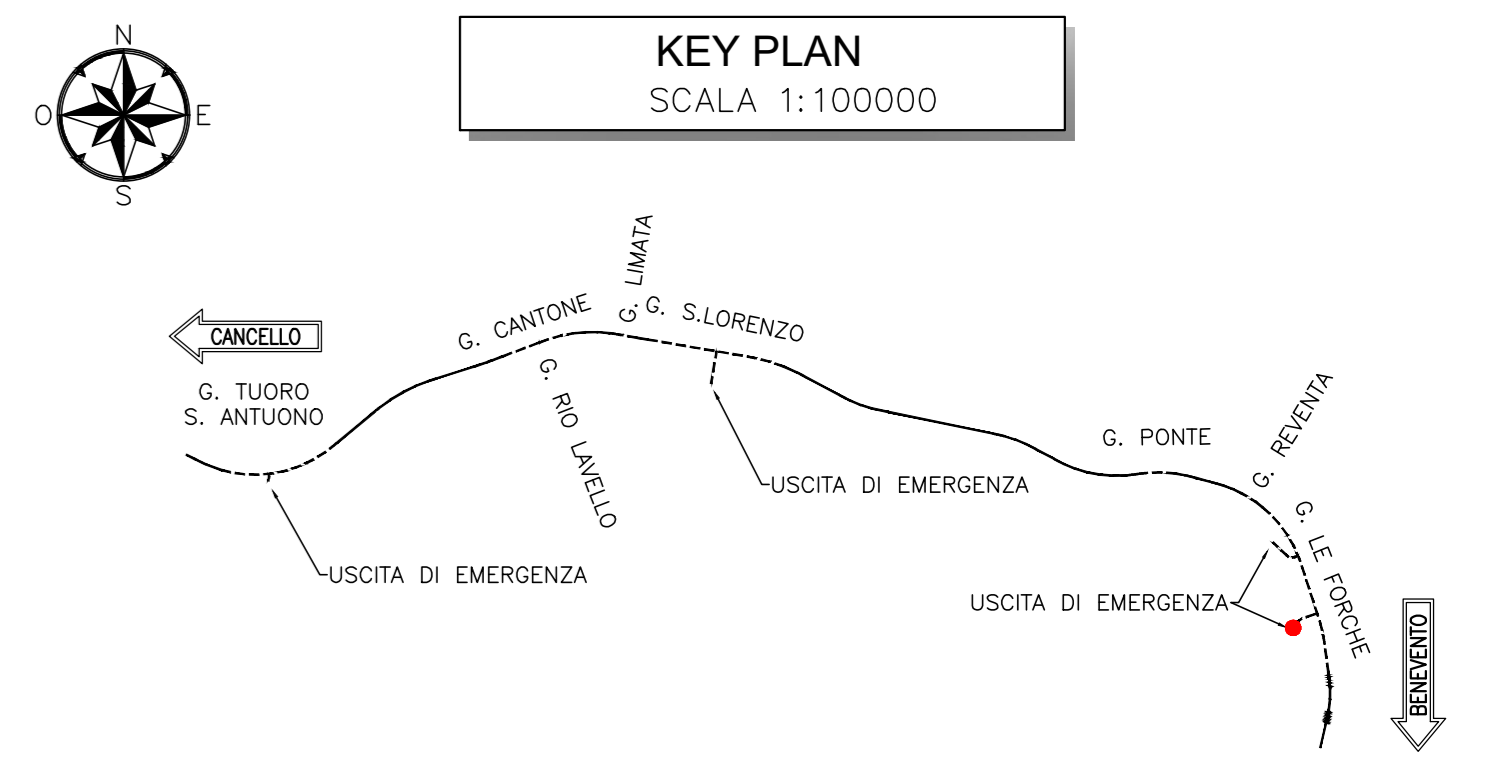 N
O
E
S
KEY PLAN
SCALA 1:100000
CANCELLO
G. TUORO
S. ANTUONO
G. CANTONE
G. LIMATA
G. S.LORENZO
G. RIO LAVELLO
USCITA DI EMERGENZA
USCITA DI EMERGENZA
G. PONTE
G. REVENTA
G. LE FORCHE
USCITA DI EMERGENZA
BENEVENTO